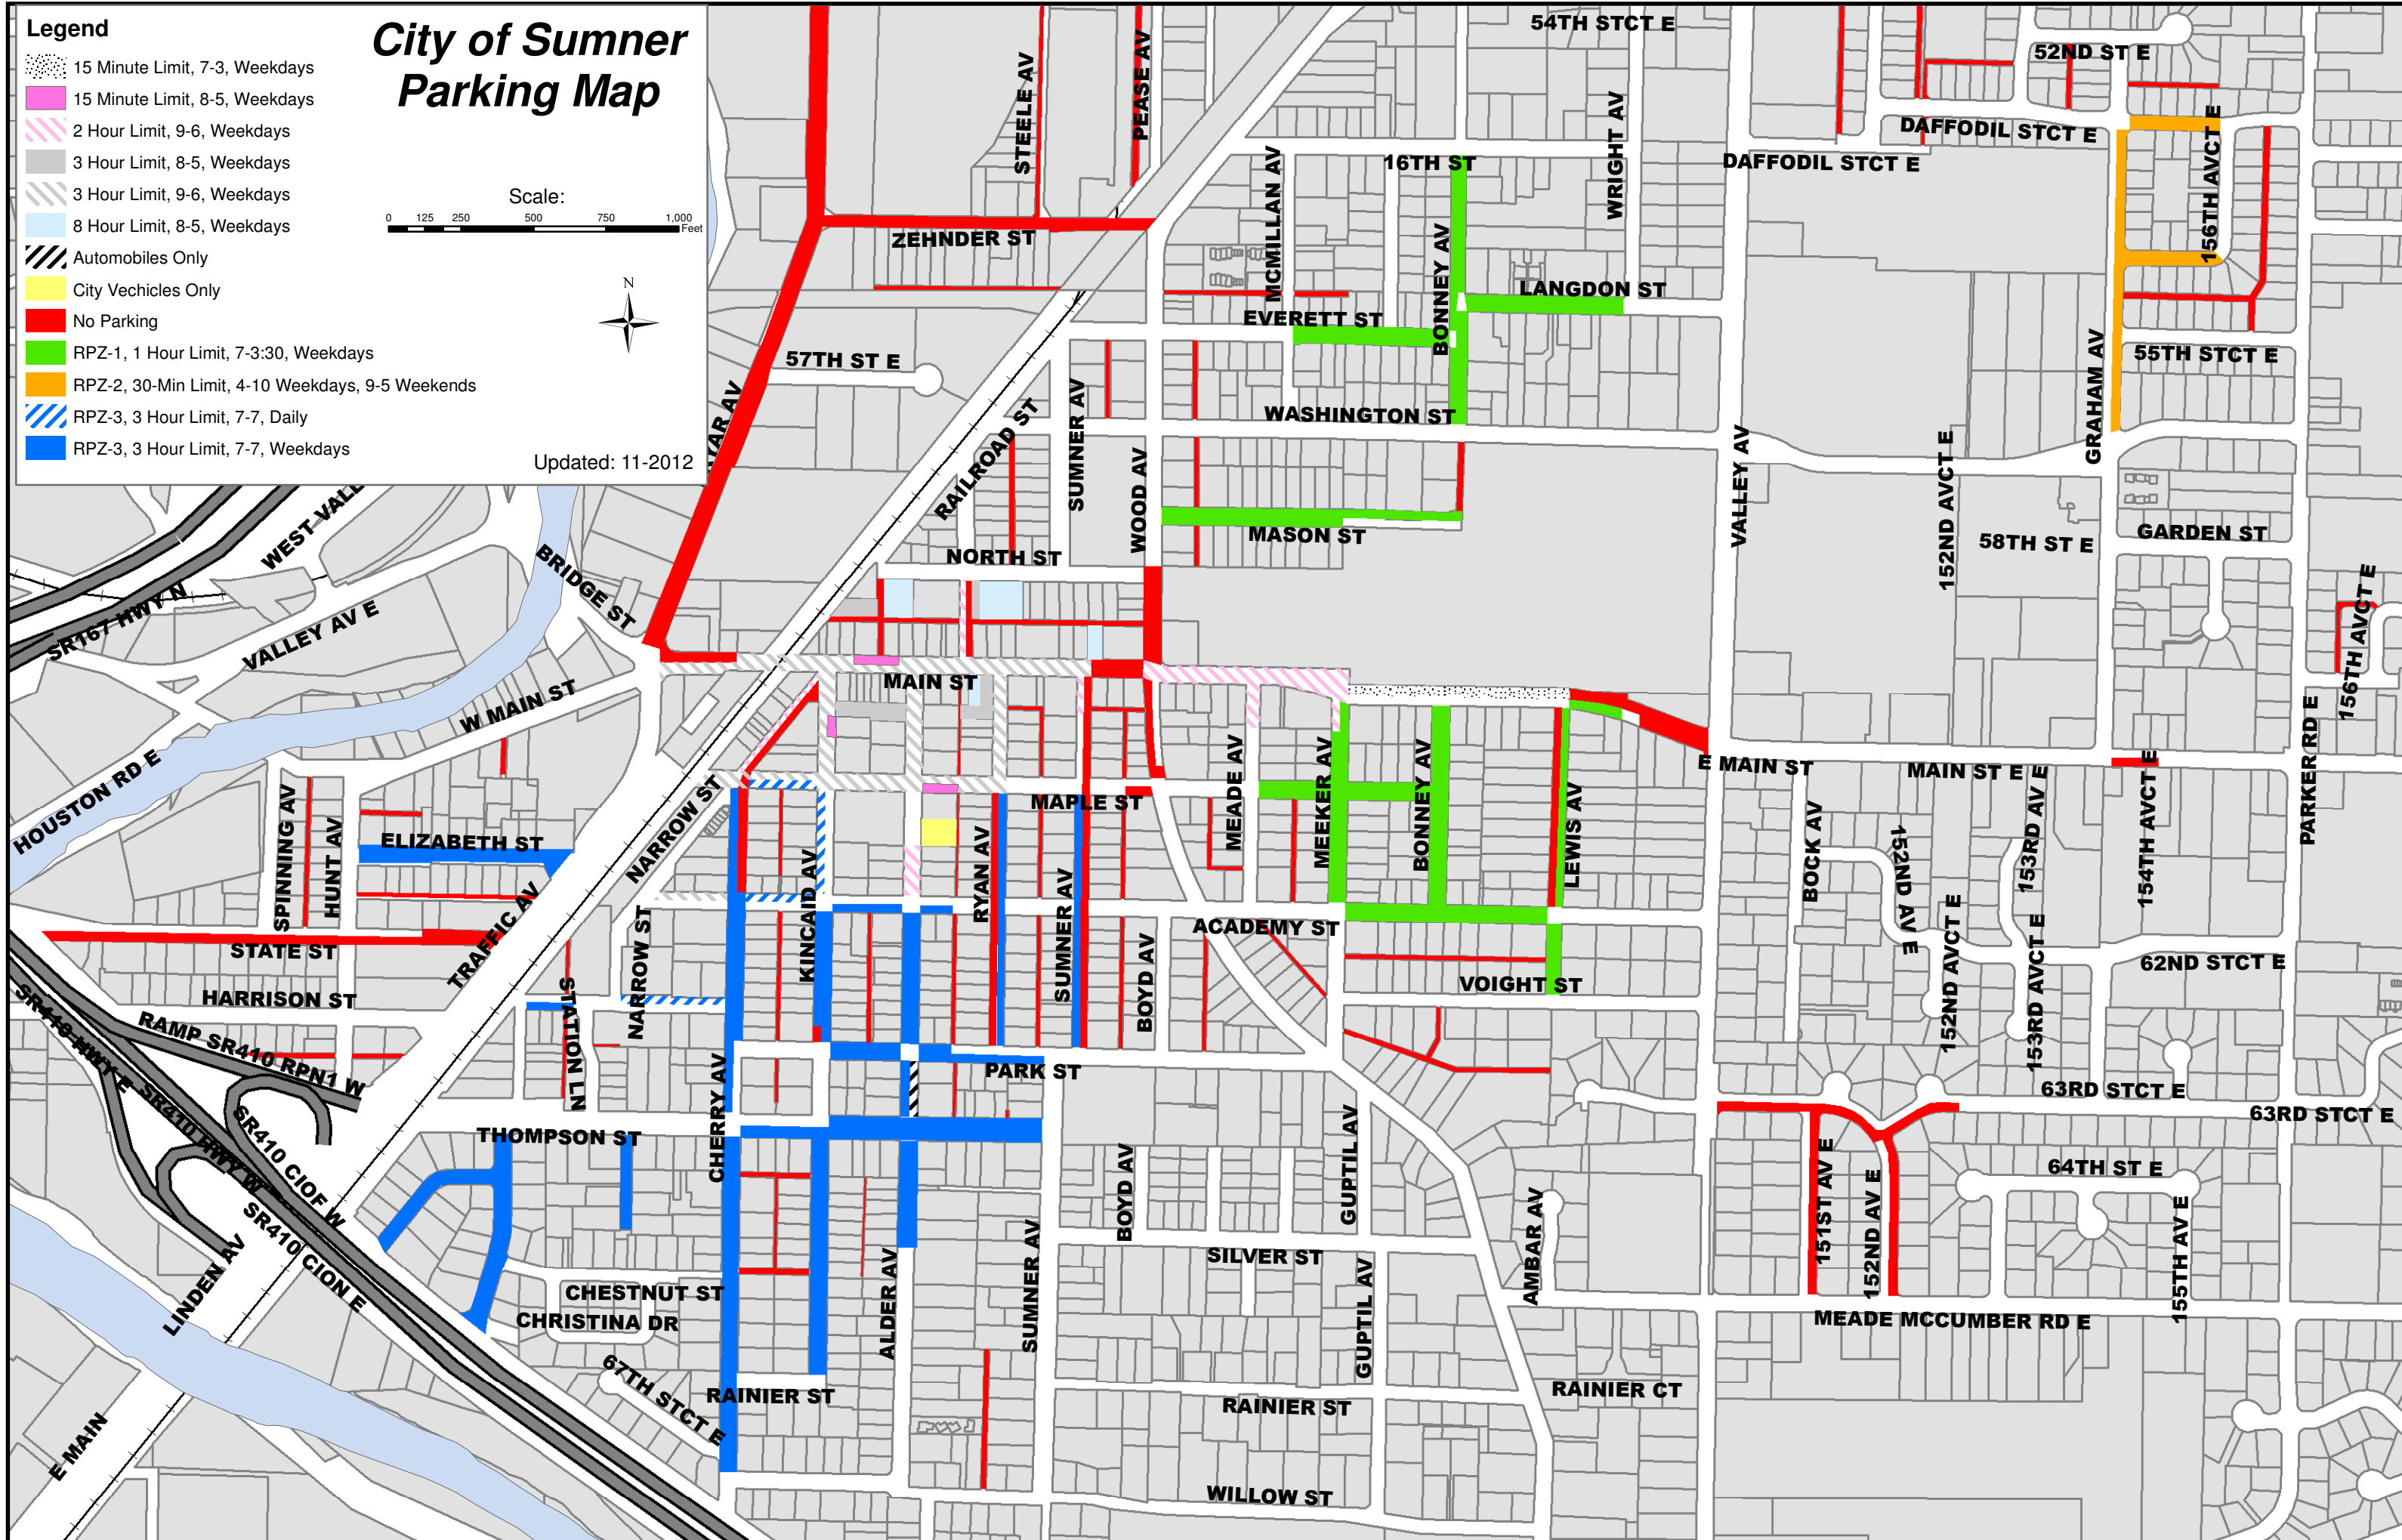 Legend
15 Minute Limit, 7-3, Weekdays
15 Minute Limit, 8-5, Weekdays
2 Hour Limit, 9-6, Weekdays
3 Hour Limit, 8-5, Weekdays
3 Hour Limit, 9-6, Weekdays
8 Hour Limit, 8-5, Weekdays
Automobiles Only
City Vechicles Only
No Parking
RPZ-1, 1 Hour Limit, 7-3:30, Weekdays
RPZ-2, 30-Min Limit, 4-10 Weekdays, 9-5 Weekends
RPZ-3, 3 Hour Limit, 7-7, Daily
RPZ-3, 3 Hour Limit, 7-7, Weekdays
City of Sumner
Parking Map
Scale:
0 125 250 500 750 1,000
Feet
N
Updated: 11-2012
54TH STCT E
52ND ST E
STEELE AV
PEASE AV
WRIGHT AV
DAFFODIL STCT E
DAFFODIL STCT E
156TH AVCT E
16TH ST
MCMILLAN AV
ZEHNDER ST
BONNEY AV
LANGDON ST
EVERETT ST
57TH ST E
GRAHAM AV
55TH STCT E
SUMNER AV
WASHINGTON ST
RAILROAD ST
WOOD AV
VALLEY AV
152ND AVCT E
MASON ST
58TH ST E
GARDEN ST
NORTH ST
BRIDGE ST
SR167 HWY N
VALLEY AV E
156TH AVCT E
MAIN ST
W MAIN ST
HOUSTON RD E
E MAIN ST
MAIN ST E
153RD AV E
154TH AVCT E
PARKER RD E
MAPLE ST
MEADE AV
MEEKER AV
BONNEY AV
LEWIS AV
BOCK AV
152ND AV E
SPINNING AV
HUNT AV
ELIZABETH ST
NARROW ST
KINCAID AV
RYAN AV
SUMNER AV
ACADEMY ST
STATE ST
TRAFFIC AV
NARROW ST
BOYD AV
VOIGHT ST
152ND AVCT E
153RD AVCT E
62ND STCT E
HARRISON ST
STATION LN
RAMP SR410 RPN1 W
SR410 HWY E
SR410 HWY W
SR410 CIOF W
SR410 CION E
CHERRY AV
PARK ST
63RD STCT E
63RD STCT E
THOMPSON ST
GUPTIL AV
BOYD AV
64TH ST E
151ST AV E
152ND AV E
155TH AV E
AMBAR AV
SILVER ST
LINDEN AV
CHESTNUT ST
CHRISTINA DR
ALDER AV
SUMNER AV
GUPTIL AV
MEADE MCCUMBER RD E
67TH STCT E
RAINIER ST
RAINIER ST
RAINIER CT
E MAIN
WILLOW ST